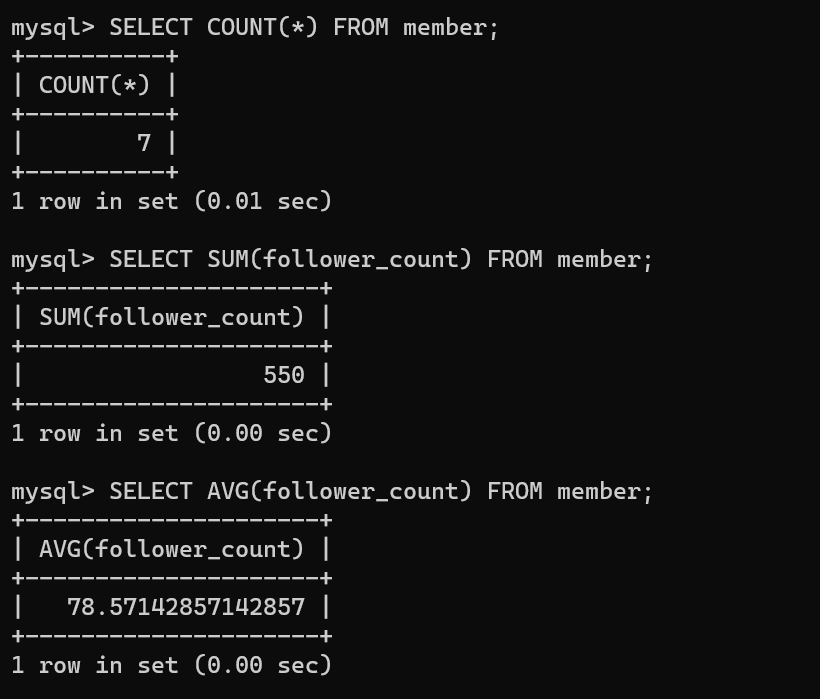 mysql> SELECT COUNT(*) FROM member;
+----------+
| COUNT(*) |
+----------+
|        7 |
+----------+
1 row in set (0.01 sec)

mysql> SELECT SUM(follower_count) FROM member;
+---------------------+
| SUM(follower_count) |
+---------------------+
|                 550 |
+---------------------+
1 row in set (0.00 sec)

mysql> SELECT AVG(follower_count) FROM member;
+---------------------+
| AVG(follower_count) |
+---------------------+
|   78.57142857142857 |
+---------------------+
1 row in set (0.00 sec)